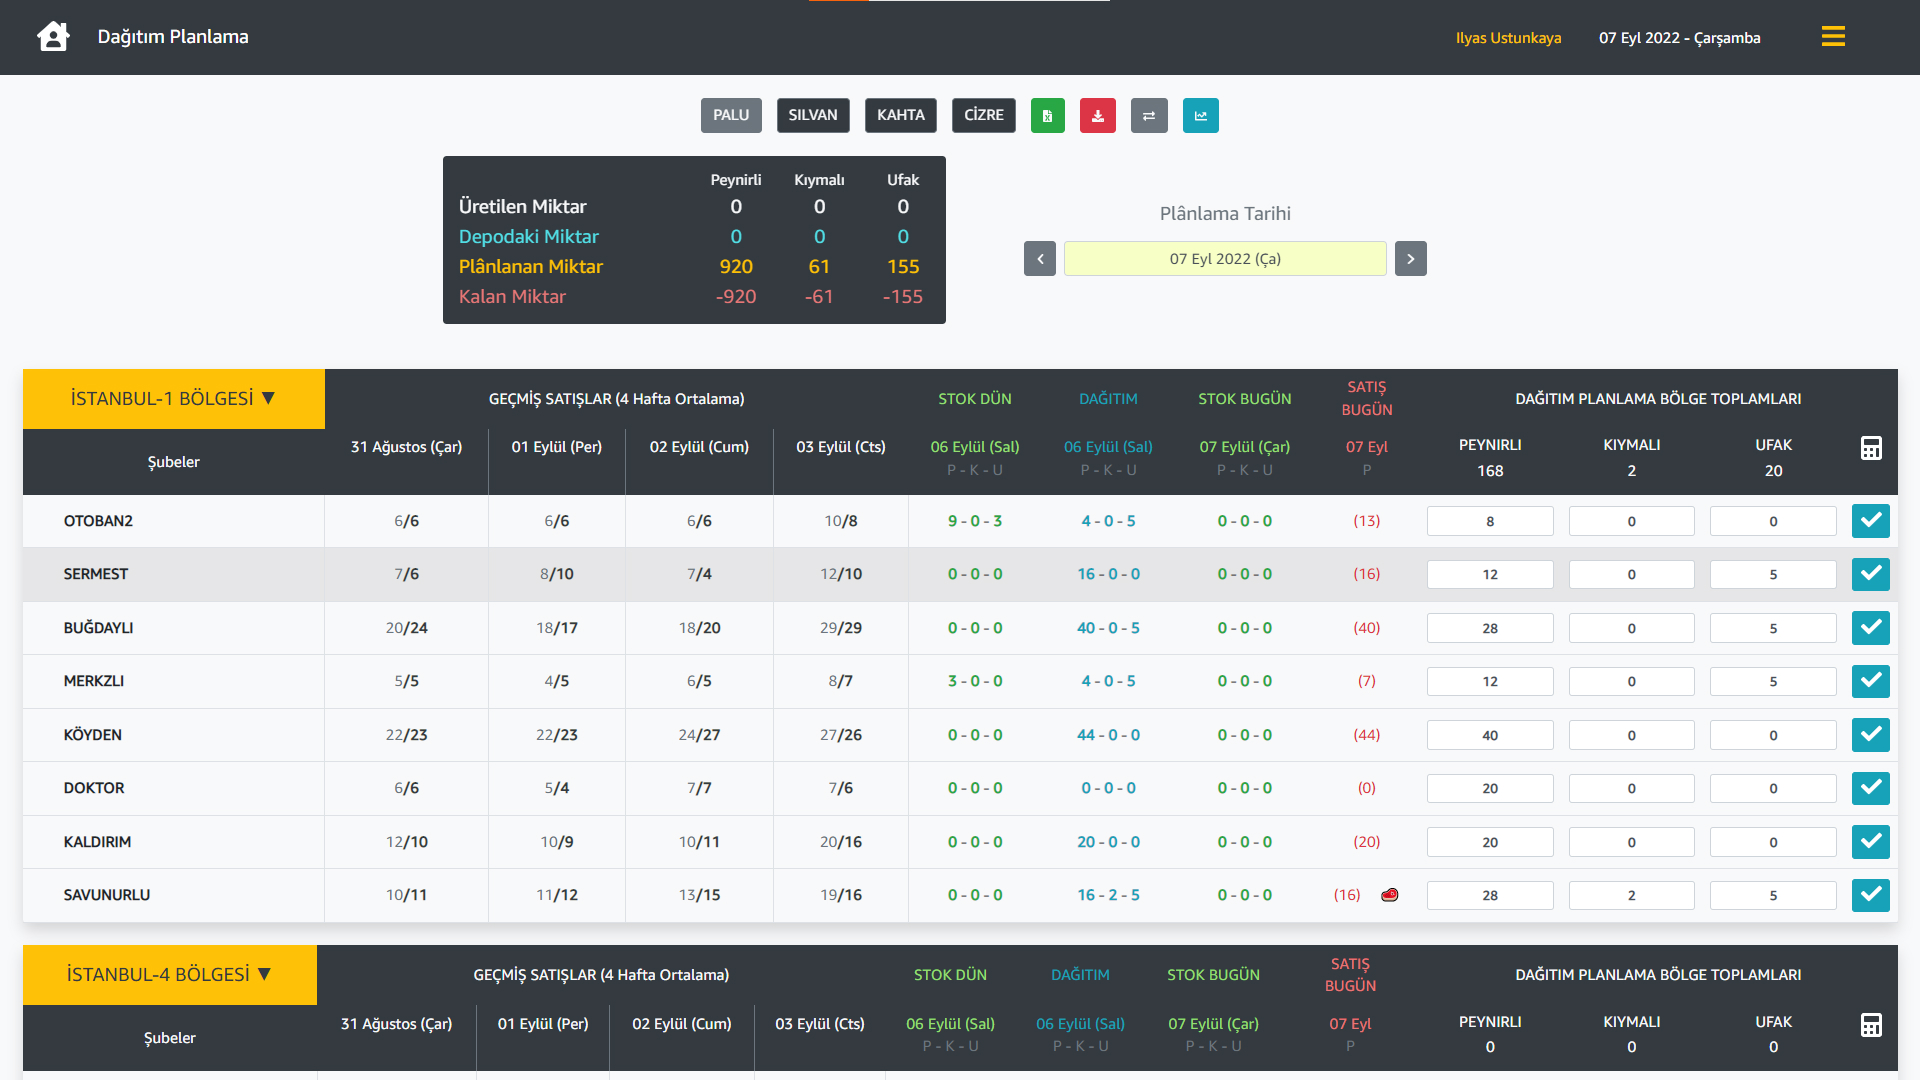 Dağıtım Planlama
Ilyas Ustunkaya 07 Eyl 2022 - Çarşamba
PALU SILVAN KAHTA CİZRE
Peynirli Kıymalı Ufak
Üretilen Miktar 0 0 0
Depodaki Miktar 0 0 0
Plânlanan Miktar 920 61 155
Kalan Miktar -920 -61 -155
Plânlama Tarihi
07 Eyl 2022 (Ça)
İSTANBUL-1 BÖLGESİ ▼ GEÇMİŞ SATIŞLAR (4 Hafta Ortalama) STOK DÜN DAĞITIM STOK BUGÜN SATIŞ BUGÜN DAĞITIM PLANLAMA BÖLGE TOPLAMLARI
Şubeler 31 Ağustos (Çar) 01 Eylül (Per) 02 Eylül (Cum) 03 Eylül (Cts) 06 Eylül (Sal) 06 Eylül (Sal) 07 Eylül (Çar) 07 Eyl PEYNIRLI KIYMALI UFAK
P - K - U P - K - U P - K - U P 168 2 20
OTOBAN2 6/6 6/6 6/6 10/8 9 - 0 - 3 4 - 0 - 5 0 - 0 - 0 (13) 8 0 0
SERMEST 7/6 8/10 7/4 12/10 0 - 0 - 0 16 - 0 - 0 0 - 0 - 0 (16) 12 0 5
BUĞDAYLI 20/24 18/17 18/20 29/29 0 - 0 - 0 40 - 0 - 5 0 - 0 - 0 (40) 28 0 5
MERKZLI 5/5 4/5 6/5 8/7 3 - 0 - 0 4 - 0 - 5 0 - 0 - 0 (7) 12 0 5
KÖYDEN 22/23 22/23 24/27 27/26 0 - 0 - 0 44 - 0 - 0 0 - 0 - 0 (44) 40 0 0
DOKTOR 6/6 5/4 7/7 7/6 0 - 0 - 0 0 - 0 - 0 0 - 0 - 0 (0) 20 0 0
KALDIRIM 12/10 10/9 10/11 20/16 0 - 0 - 0 20 - 0 - 0 0 - 0 - 0 (20) 20 0 0
SAVUNURLU 10/11 11/12 13/15 19/16 0 - 0 - 0 16 - 2 - 5 0 - 0 - 0 (16) 28 2 5
İSTANBUL-4 BÖLGESİ ▼ GEÇMİŞ SATIŞLAR (4 Hafta Ortalama) STOK DÜN DAĞITIM STOK BUGÜN SATIŞ BUGÜN DAĞITIM PLANLAMA BÖLGE TOPLAMLARI
Şubeler 31 Ağustos (Çar) 01 Eylül (Per) 02 Eylül (Cum) 03 Eylül (Cts) 06 Eylül (Sal) 06 Eylül (Sal) 07 Eylül (Çar) 07 Eyl PEYNIRLI KIYMALI UFAK
P - K - U P - K - U P - K - U P 0 0 0